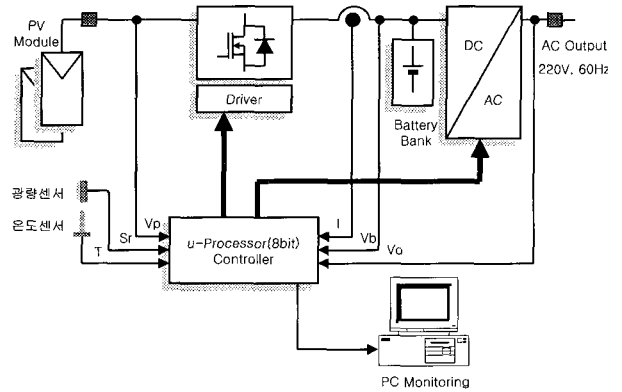 PV
Module
DC
AC
AC Output
220V, 60Hz
Driver
Battery
Bank
광량센서
온도센서
Vp
Sr
T
I
Vb
Vo
u-Processor(8bit)
Controller
PC Monitoring